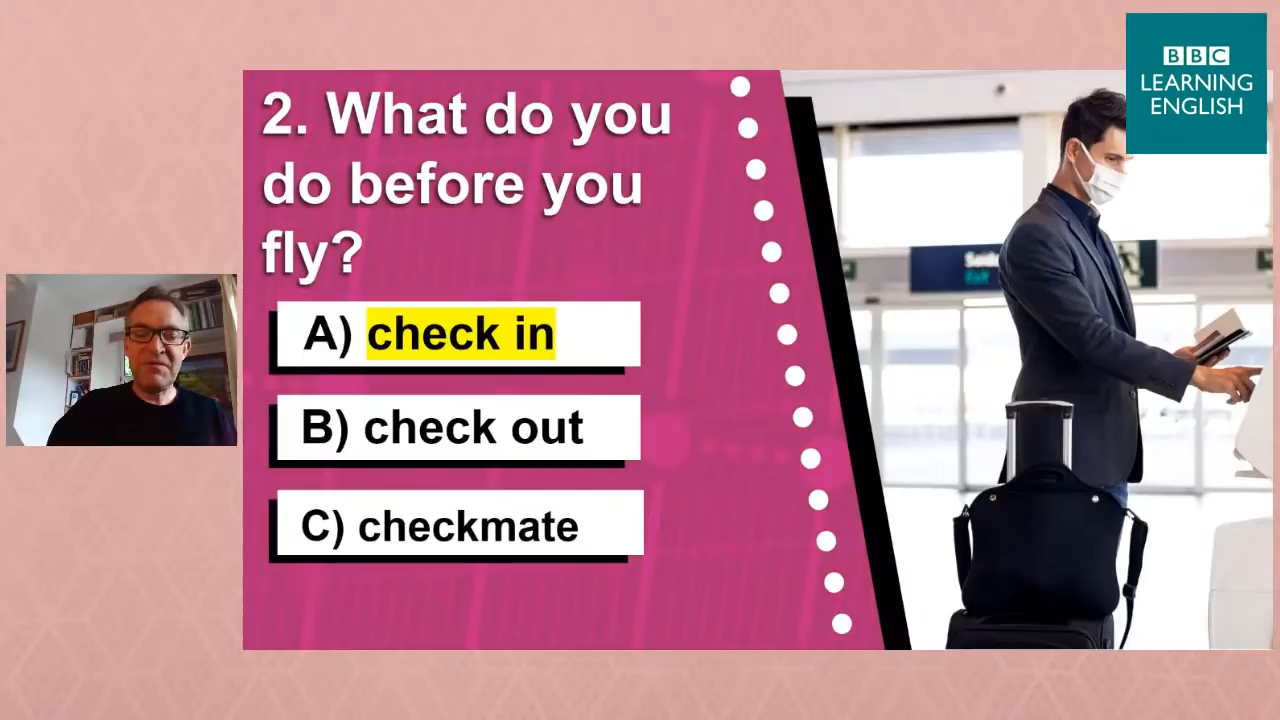 BBC
LEARNING
ENGLISH
2. What do you
do before you
fly?
A) check in
B) check out
C) checkmate